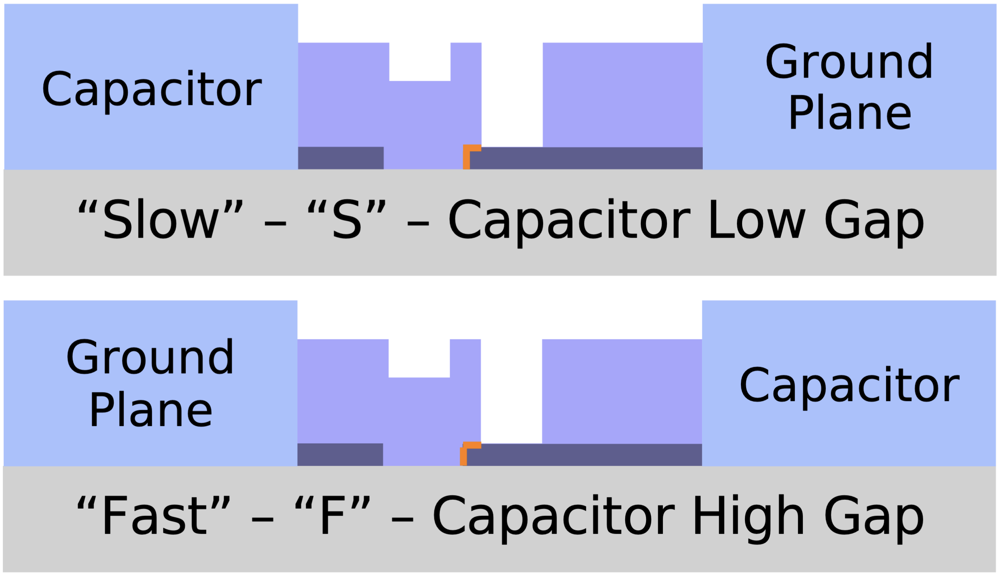 Capacitor
Ground
Plane
“Slow” – “S” – Capacitor Low Gap
Ground
Plane
Capacitor
“Fast” – “F” – Capacitor High Gap